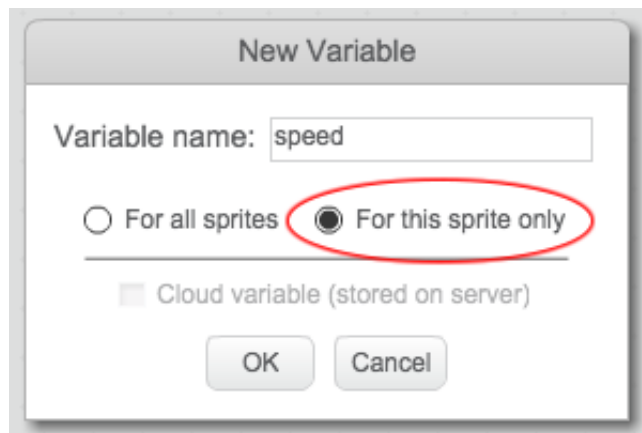 New Variable
Variable name: speed
For all sprites For this sprite only
Cloud variable (stored on server)
OK Cancel